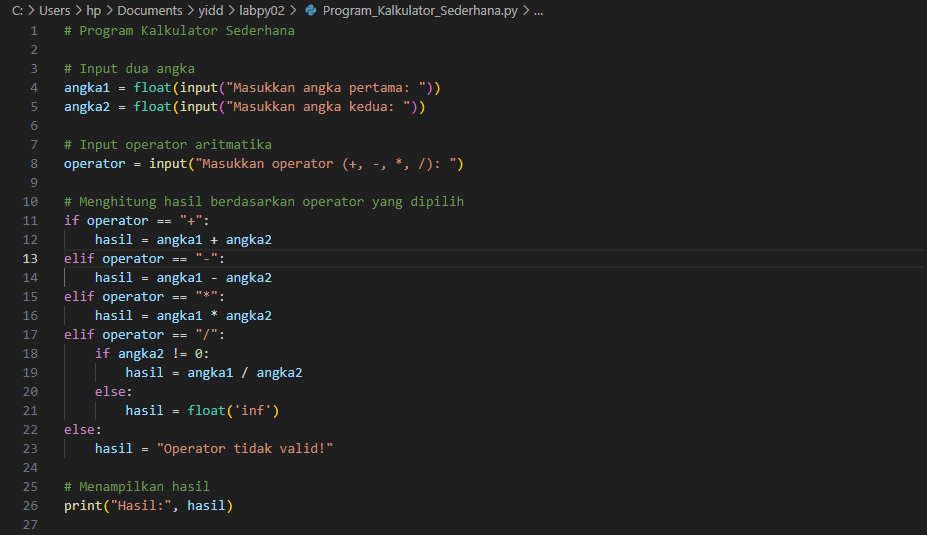 C: > Users > hp > Documents > yidd > labpy02 > Program_Kalkulator_Sederhana.py > ...
1 # Program Kalkulator Sederhana
2
3 # Input dua angka
4 angka1 = float(input("Masukkan angka pertama: "))
5 angka2 = float(input("Masukkan angka kedua: "))
6
7 # Input operator aritmatika
8 operator = input("Masukkan operator (+, -, *, /): ")
9
10 # Menghitung hasil berdasarkan operator yang dipilih
11 if operator == "+":
12     hasil = angka1 + angka2
13 elif operator == "-":
14     hasil = angka1 - angka2
15 elif operator == "*":
16     hasil = angka1 * angka2
17 elif operator == "/":
18     if angka2 != 0:
19         hasil = angka1 / angka2
20     else:
21         hasil = float('inf')
22 else:
23     hasil = "Operator tidak valid!"
24
25 # Menampilkan hasil
26 print("Hasil:", hasil)
27